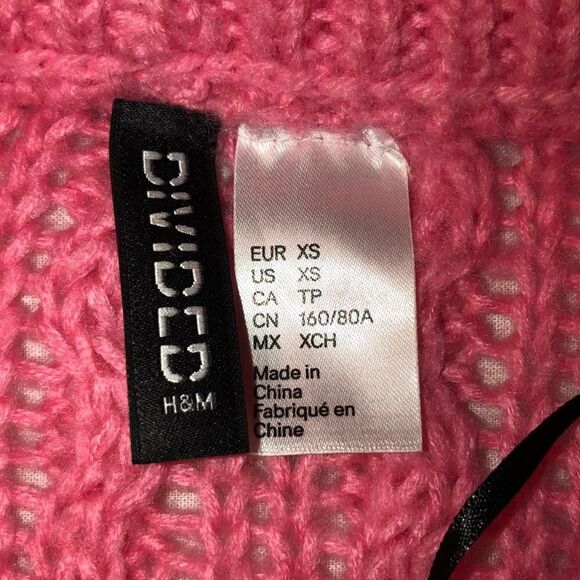 DIVIDED
H&M
EUR XS
US XS
CA TP
CN 160/80A
MX XCH
Made in
China
Fabriqué en
Chine